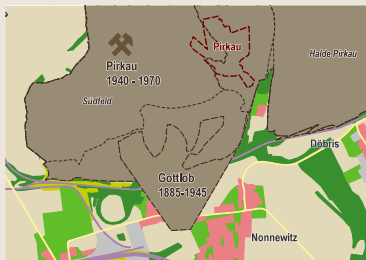 Pirkau
Halde Pirkau
Pirkau
1940 - 1970
Südfeld
Döbris
Gottlob
1885-1945
Nonnewitz